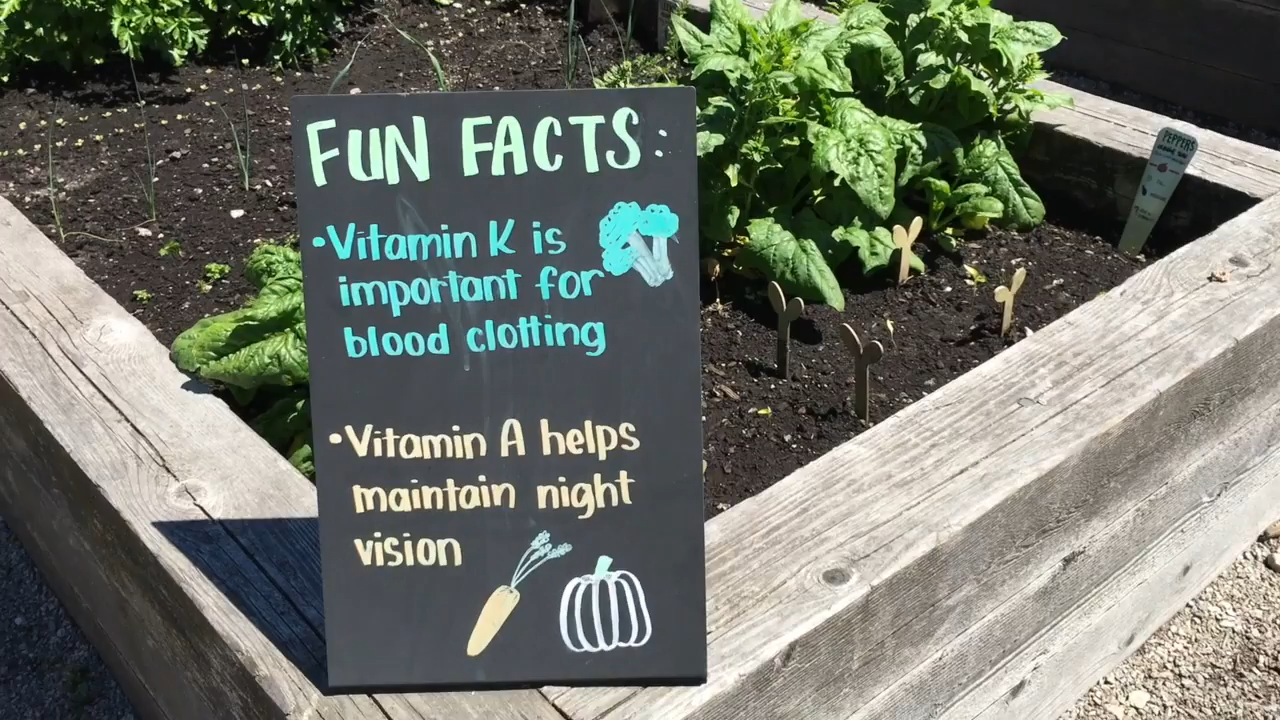 FUN FACTS:
•Vitamin K is
important for
blood clotting
•Vitamin A helps
maintain night
vision
PEPPERS